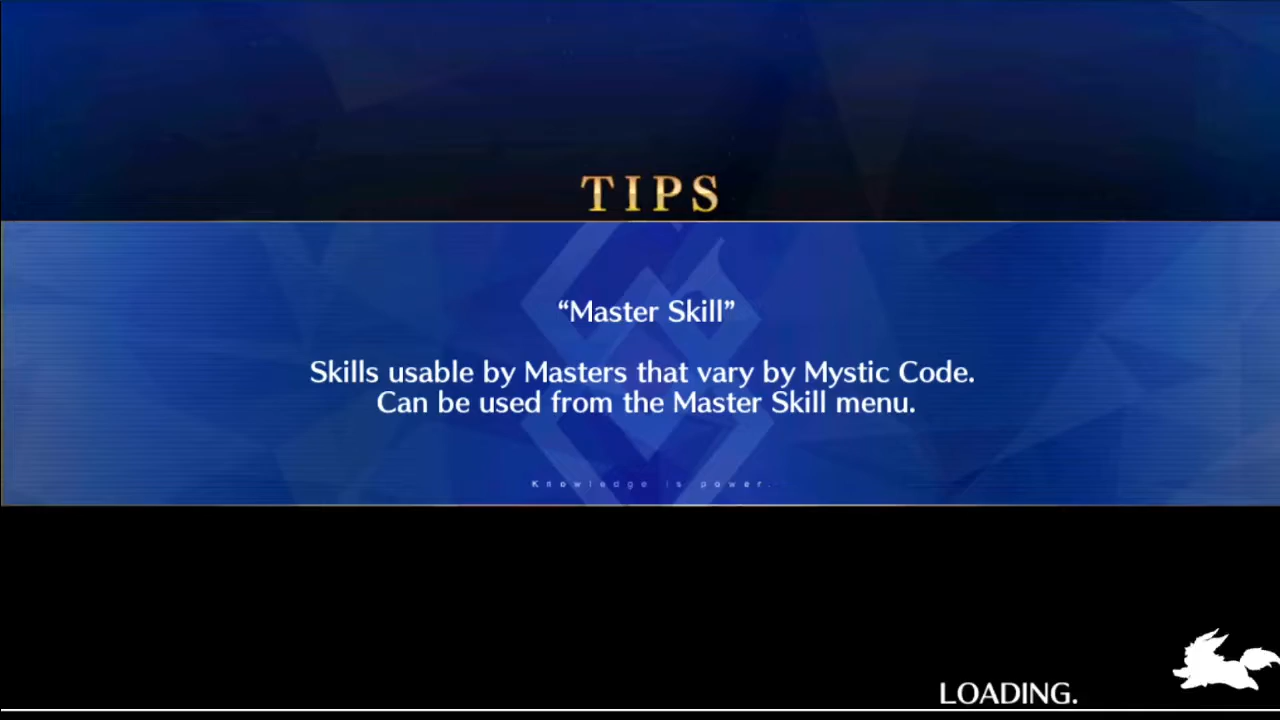 TIPS
“Master Skill”
Skills usable by Masters that vary by Mystic Code.
Can be used from the Master Skill menu.
Knowledge is power.
LOADING.